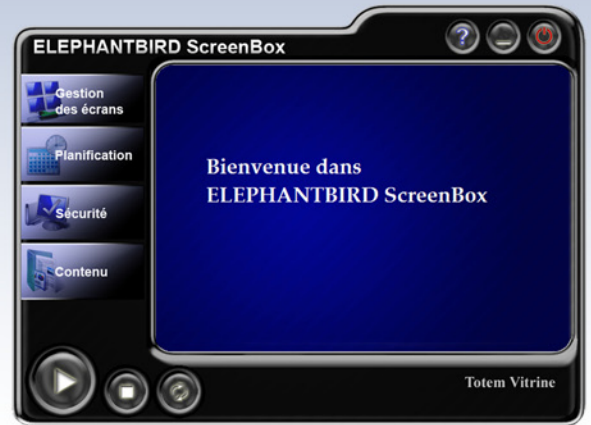 ELEPHANTBIRD ScreenBox
?
Gestion
des écrans
Planification
Sécurité
Contenu
Bienvenue dans
ELEPHANTBIRD ScreenBox
Totem Vitrine